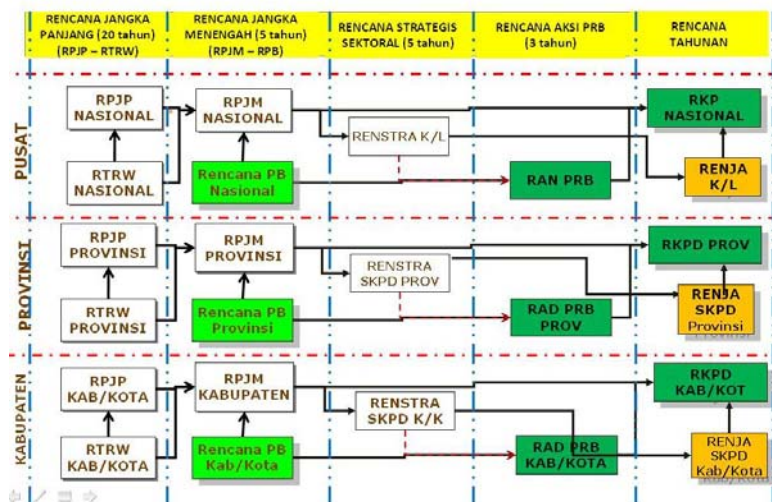 RENCANA JANGKA
PANJANG (20 tahun)
(RPJP – RTRW)
RENCANA JANGKA
MENENGAH (5 tahun)
(RPJM – RPB)
RENCANA STRATEGIS
SEKTORAL (5 tahun)
RENCANA AKSI PRB
(3 tahun)
RENCANA
TAHUNAN
PUSAT
RPJP
NASIONAL
RPJM
NASIONAL
RENSTRA K/L
RKP
NASIONAL
RTRW
NASIONAL
Rencana PB
Nasional
RAN PRB
RENJA
K/L
PROVINSI
RPJP
PROVINSI
RPJM
PROVINSI
RENSTRA
SKPD PROV
RKPD PROV
RTRW
PROVINSI
Rencana PB
Provinsi
RAD PRB
PROV
RENJA
SKPD
Provinsi
KABUPATEN
RPJP
KAB/KOTA
RPJM
KABUPATEN
RENSTRA
SKPD K/K
RKPD
KAB/KOT
RTRW
KAB/KOTA
Rencana PB
Kab/Kota
RAD PRB
KAB/KOTA
RENJA
SKPD
Kab/Kota